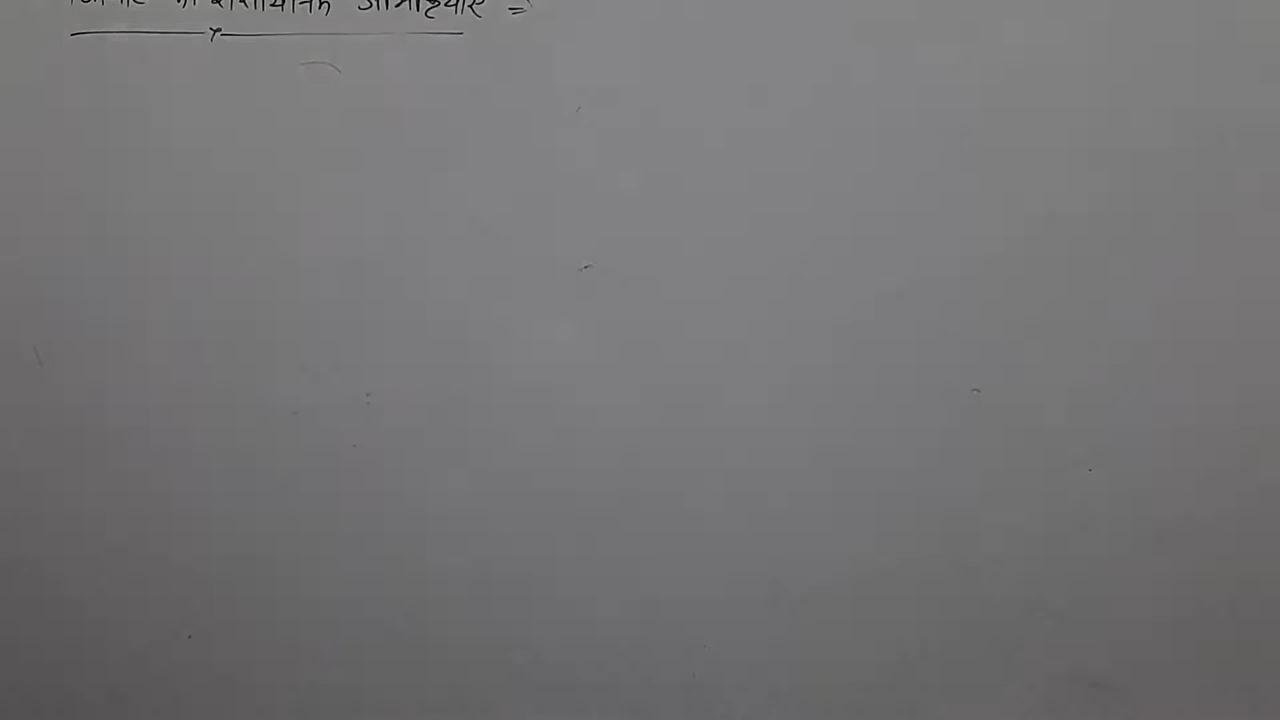 की रासायनिक अभिक्रियाएं =